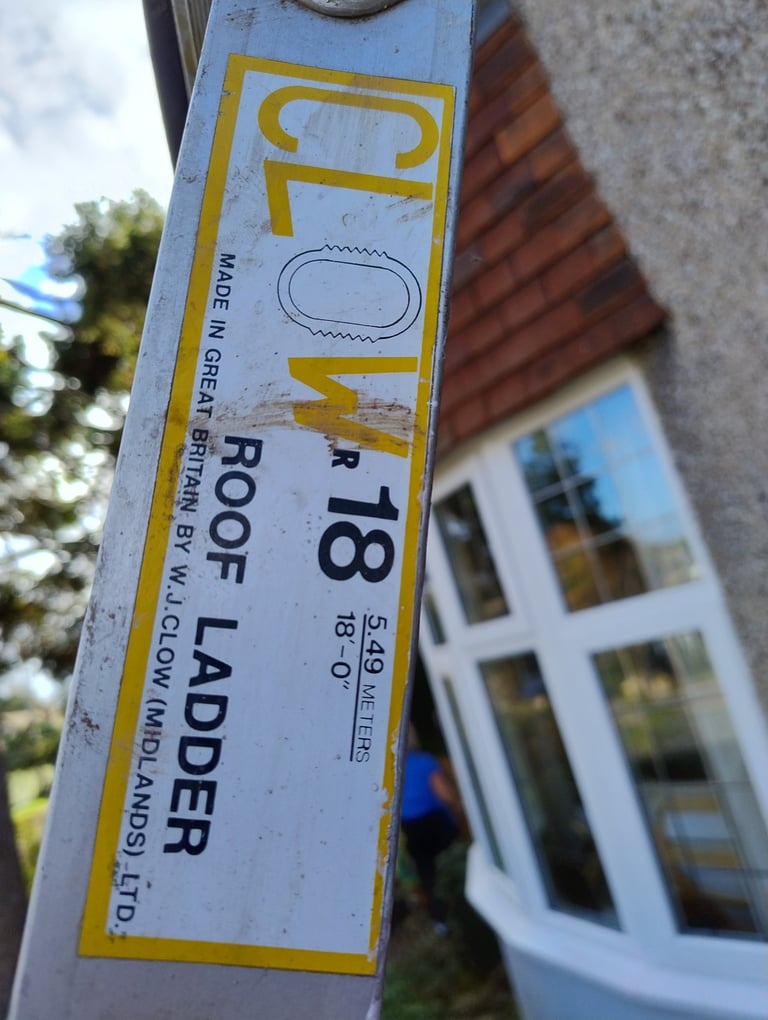 CLOW
R 18
5.49 METERS
18'-0"
ROOF LADDER
MADE IN GREAT BRITAIN BY W.J.CLOW (MIDLANDS) LTD.